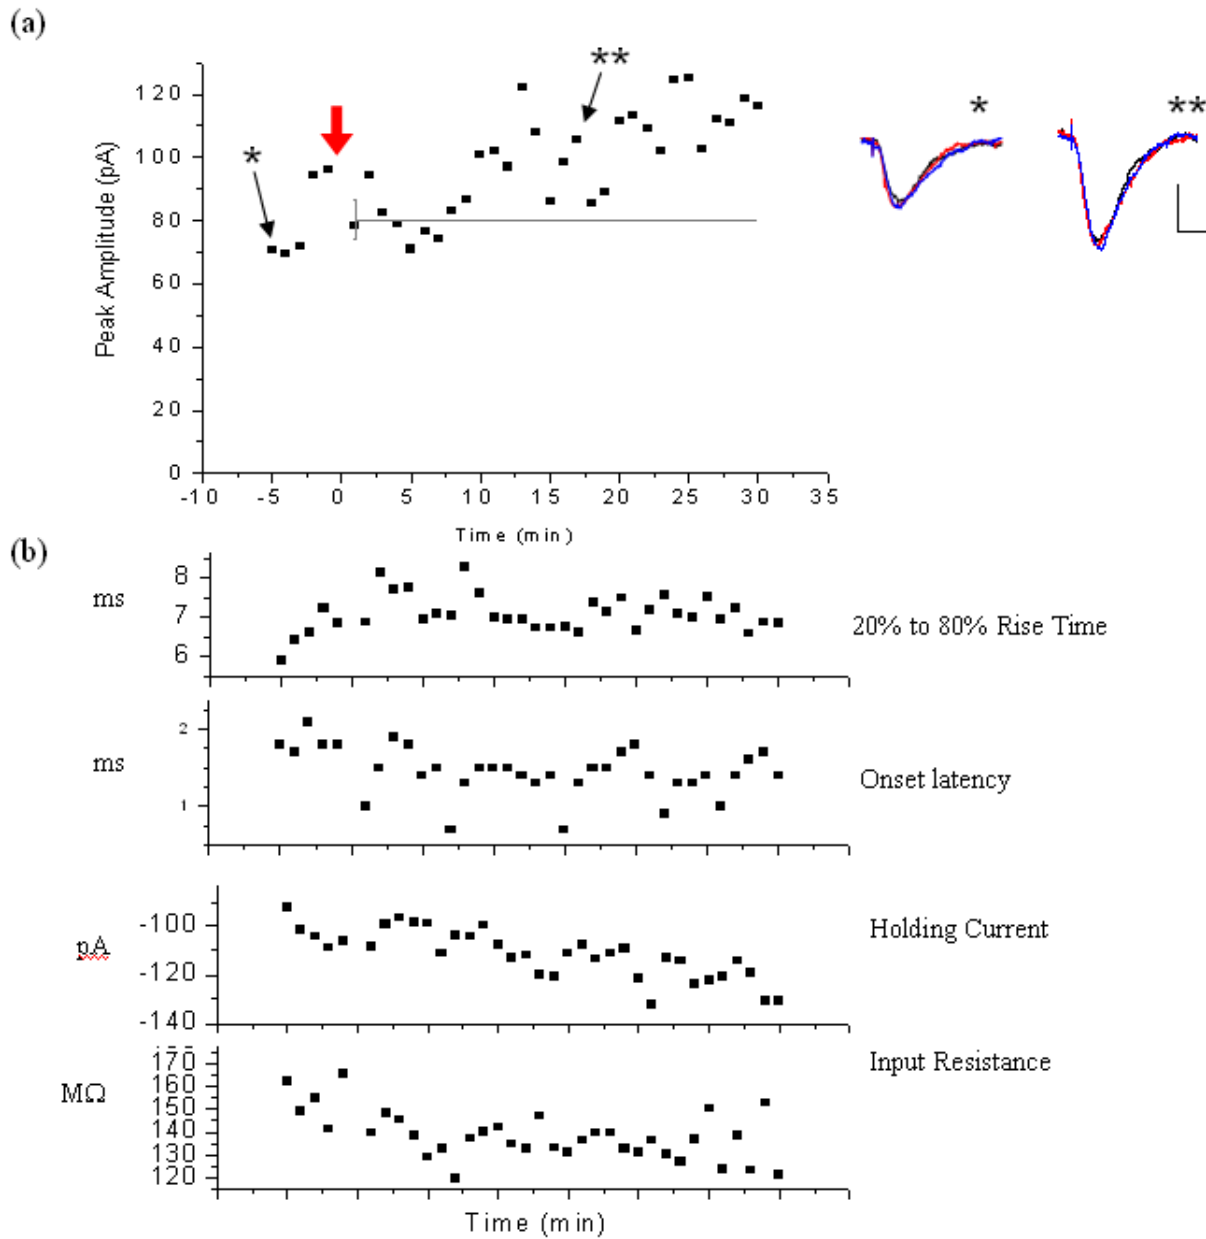 (a)
**
*
Peak Amplitude (pA)
120
100
80
60
40
20
0
-10 -5 0 5 10 15 20 25 30 35
Time (min)
* **
(b)
ms
8
7
6
20% to 80% Rise Time
ms
2
1
Onset latency
pA
-100
-120
-140
Holding Current
MΩ
170
160
150
140
130
120
Input Resistance
Time (min)